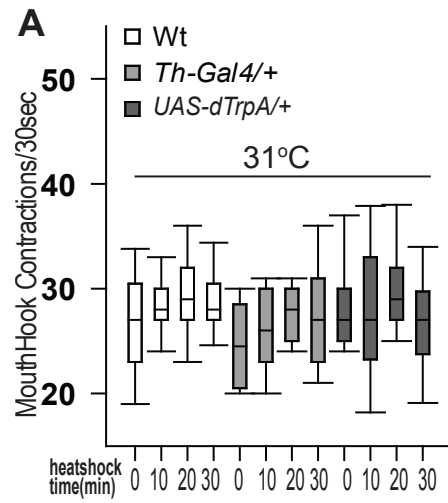 A
Wt
Th-Gal4/+
UAS-dTrpA/+
31°C
MouthHook Contractions/30sec
50
40
30
20
heatshock
time(min) 0 10 20 30 0 10 20 30 0 10 20 30